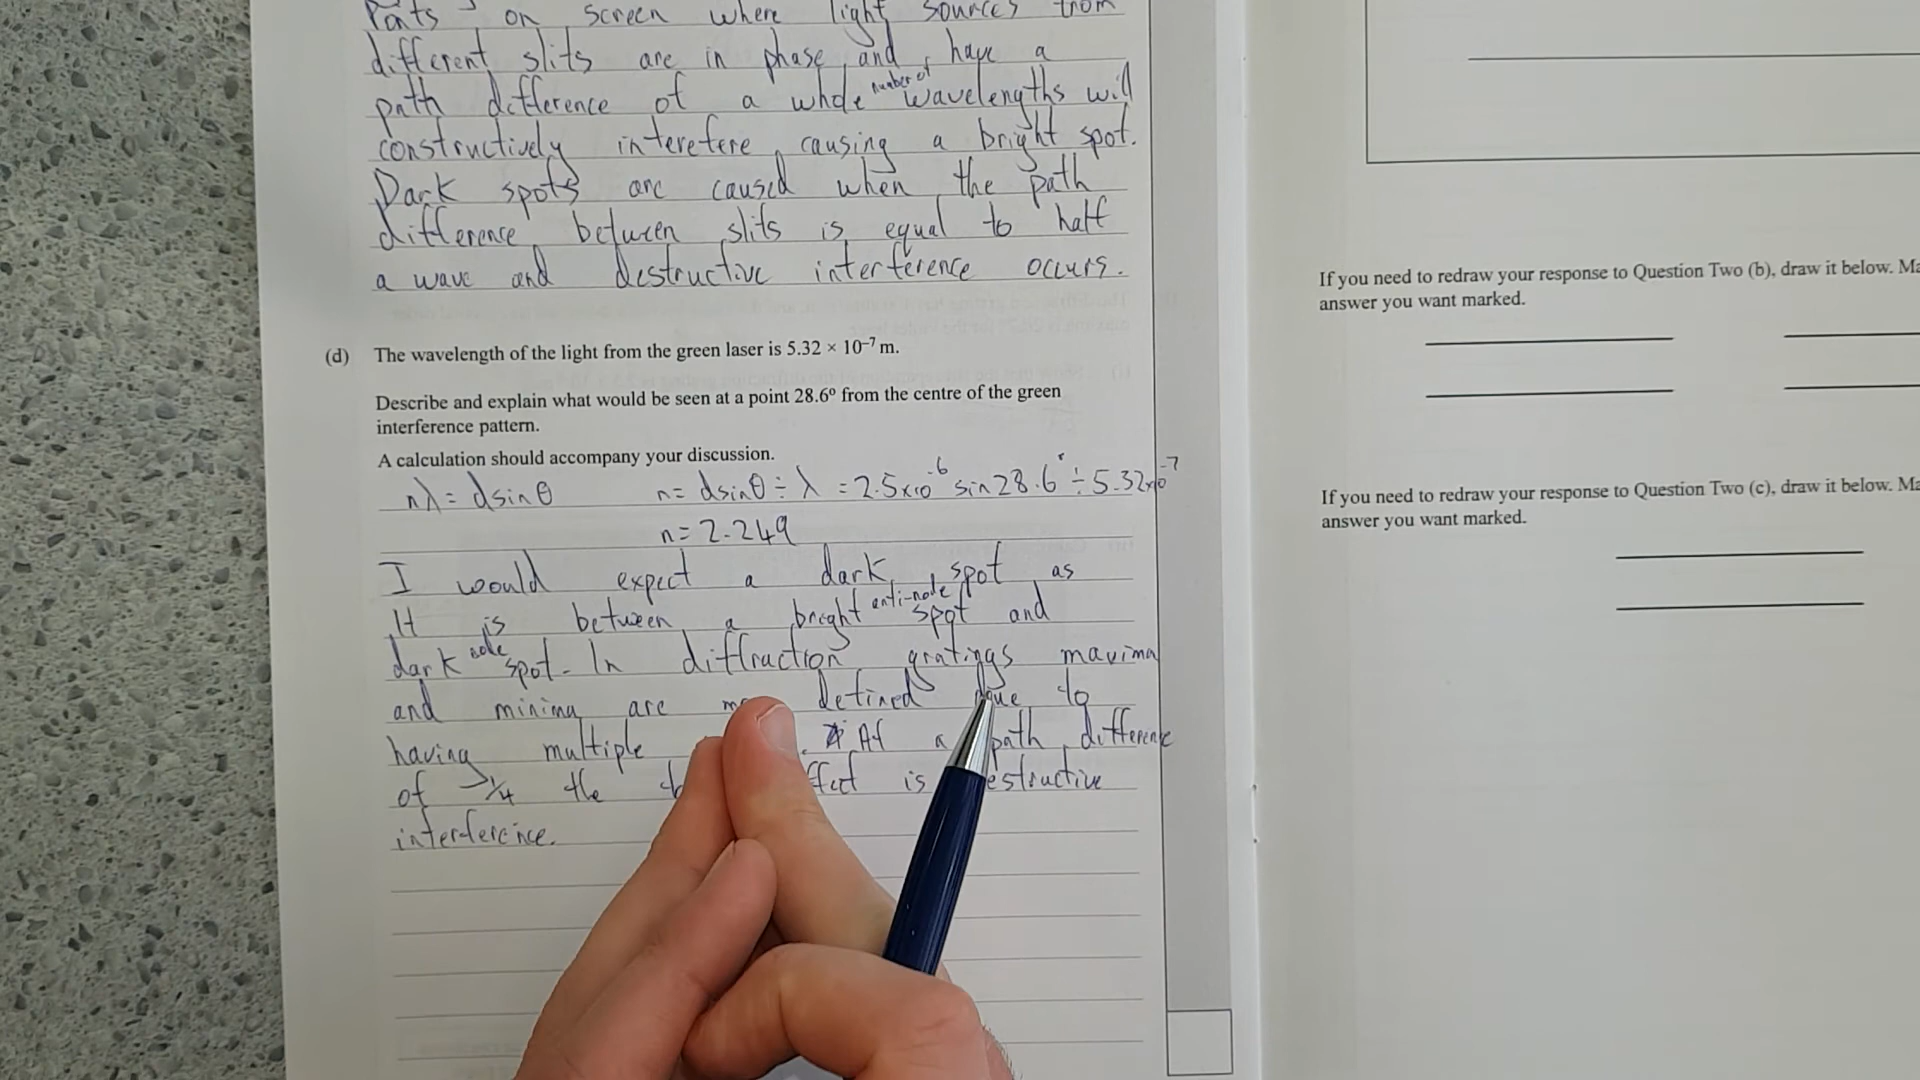 Points on screen where light sources from
different slits are in phase and have a
path difference of a whole number of wavelengths will
constructively interefere causing a bright spot.
Dark spots are caused when the path
difference between slits is equal to half
a wave and destructive interference occurs.
(d) The wavelength of the light from the green laser is 5.32 × 10⁻⁷ m.
Describe and explain what would be seen at a point 28.6° from the centre of the green
interference pattern.
A calculation should accompany your discussion.
nλ = dsinθ n = dsinθ ÷ λ = 2.5×10⁻⁶ sin28.6° ÷ 5.32×10⁻⁷
n = 2.249
I would expect a dark spot as
It is between a bright anti-node spot and
dark node spot. In diffraction gratings maxima
and minima are defined due to
having multiple . At a path difference
of 1/4 the is destructive
interference.
If you need to redraw your response to Question Two (b), draw it below. Ma
answer you want marked.
If you need to redraw your response to Question Two (c), draw it below. Ma
answer you want marked.